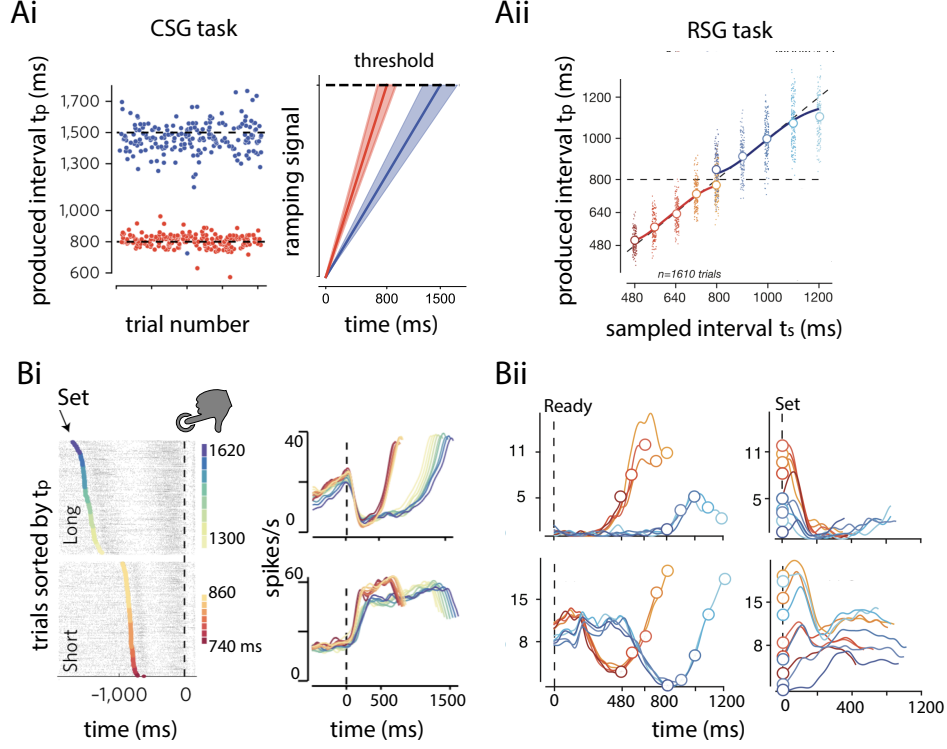 Ai
CSG task
produced interval tp (ms)
1,700
1,500
1,300
1,000
800
600
trial number
threshold
ramping signal
0
800
1500
time (ms)
Aii
RSG task
produced interval tp (ms)
1200
1000
800
640
480
n=1610 trials
480
640
800
1000
1200
sampled interval ts (ms)
Bi
Set
trials sorted by tp
Long
Short
1620
1300
860
740 ms
−1,000
0
time (ms)
spikes/s
40
0
60
0
0
500
1500
time (ms)
Bii
Ready
11
5
15
8
0
480
800
1200
Set
11
5
15
8
0
400
1200
time (ms)